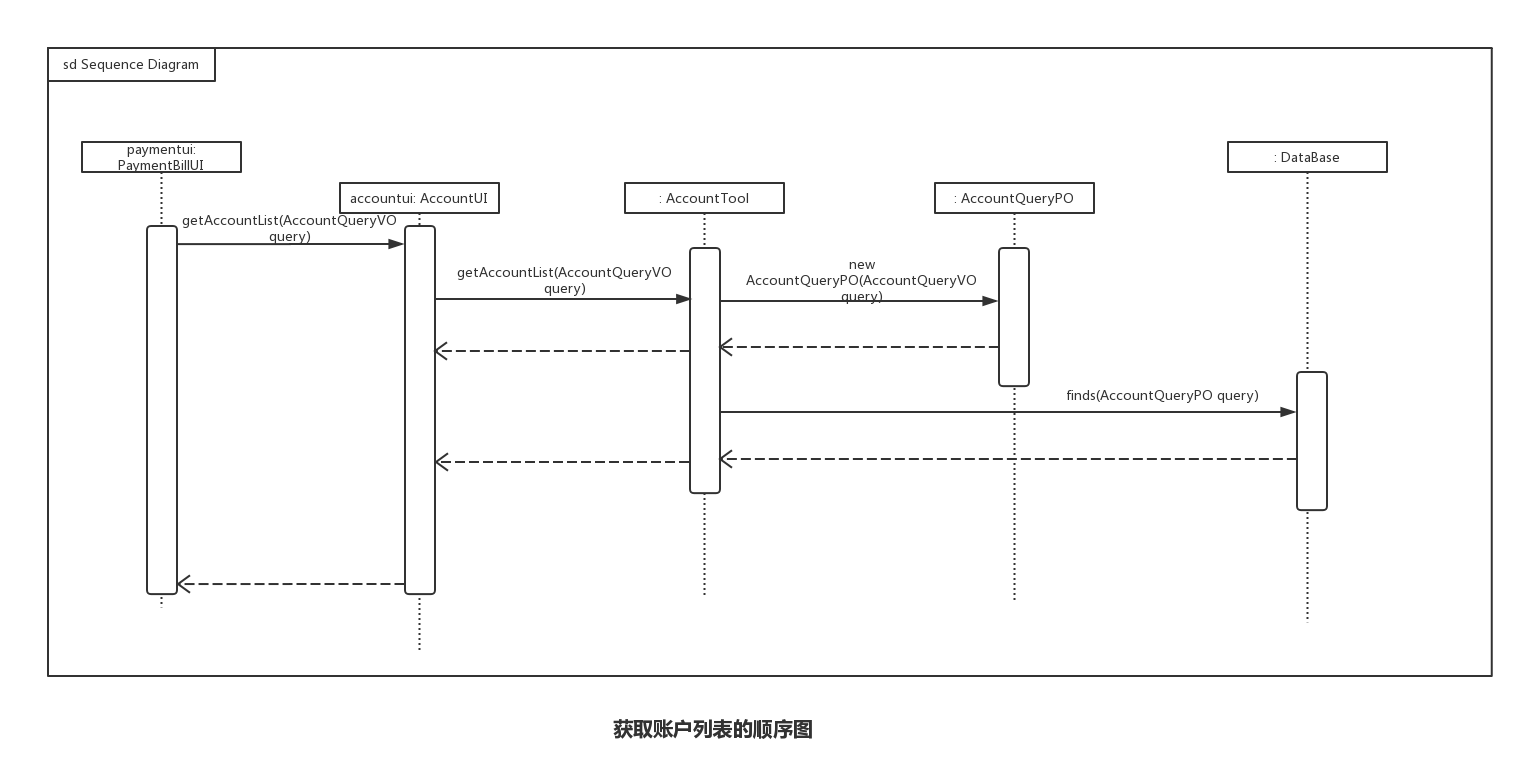 sd Sequence Diagram
paymentui:
PaymentBillUI
: DataBase
accountui: AccountUI
: AccountTool
: AccountQueryPO
getAccountList(AccountQueryVO
query)
getAccountList(AccountQueryVO
query)
new
AccountQueryPO(AccountQueryVO
query)
finds(AccountQueryPO query)
获取账户列表的顺序图